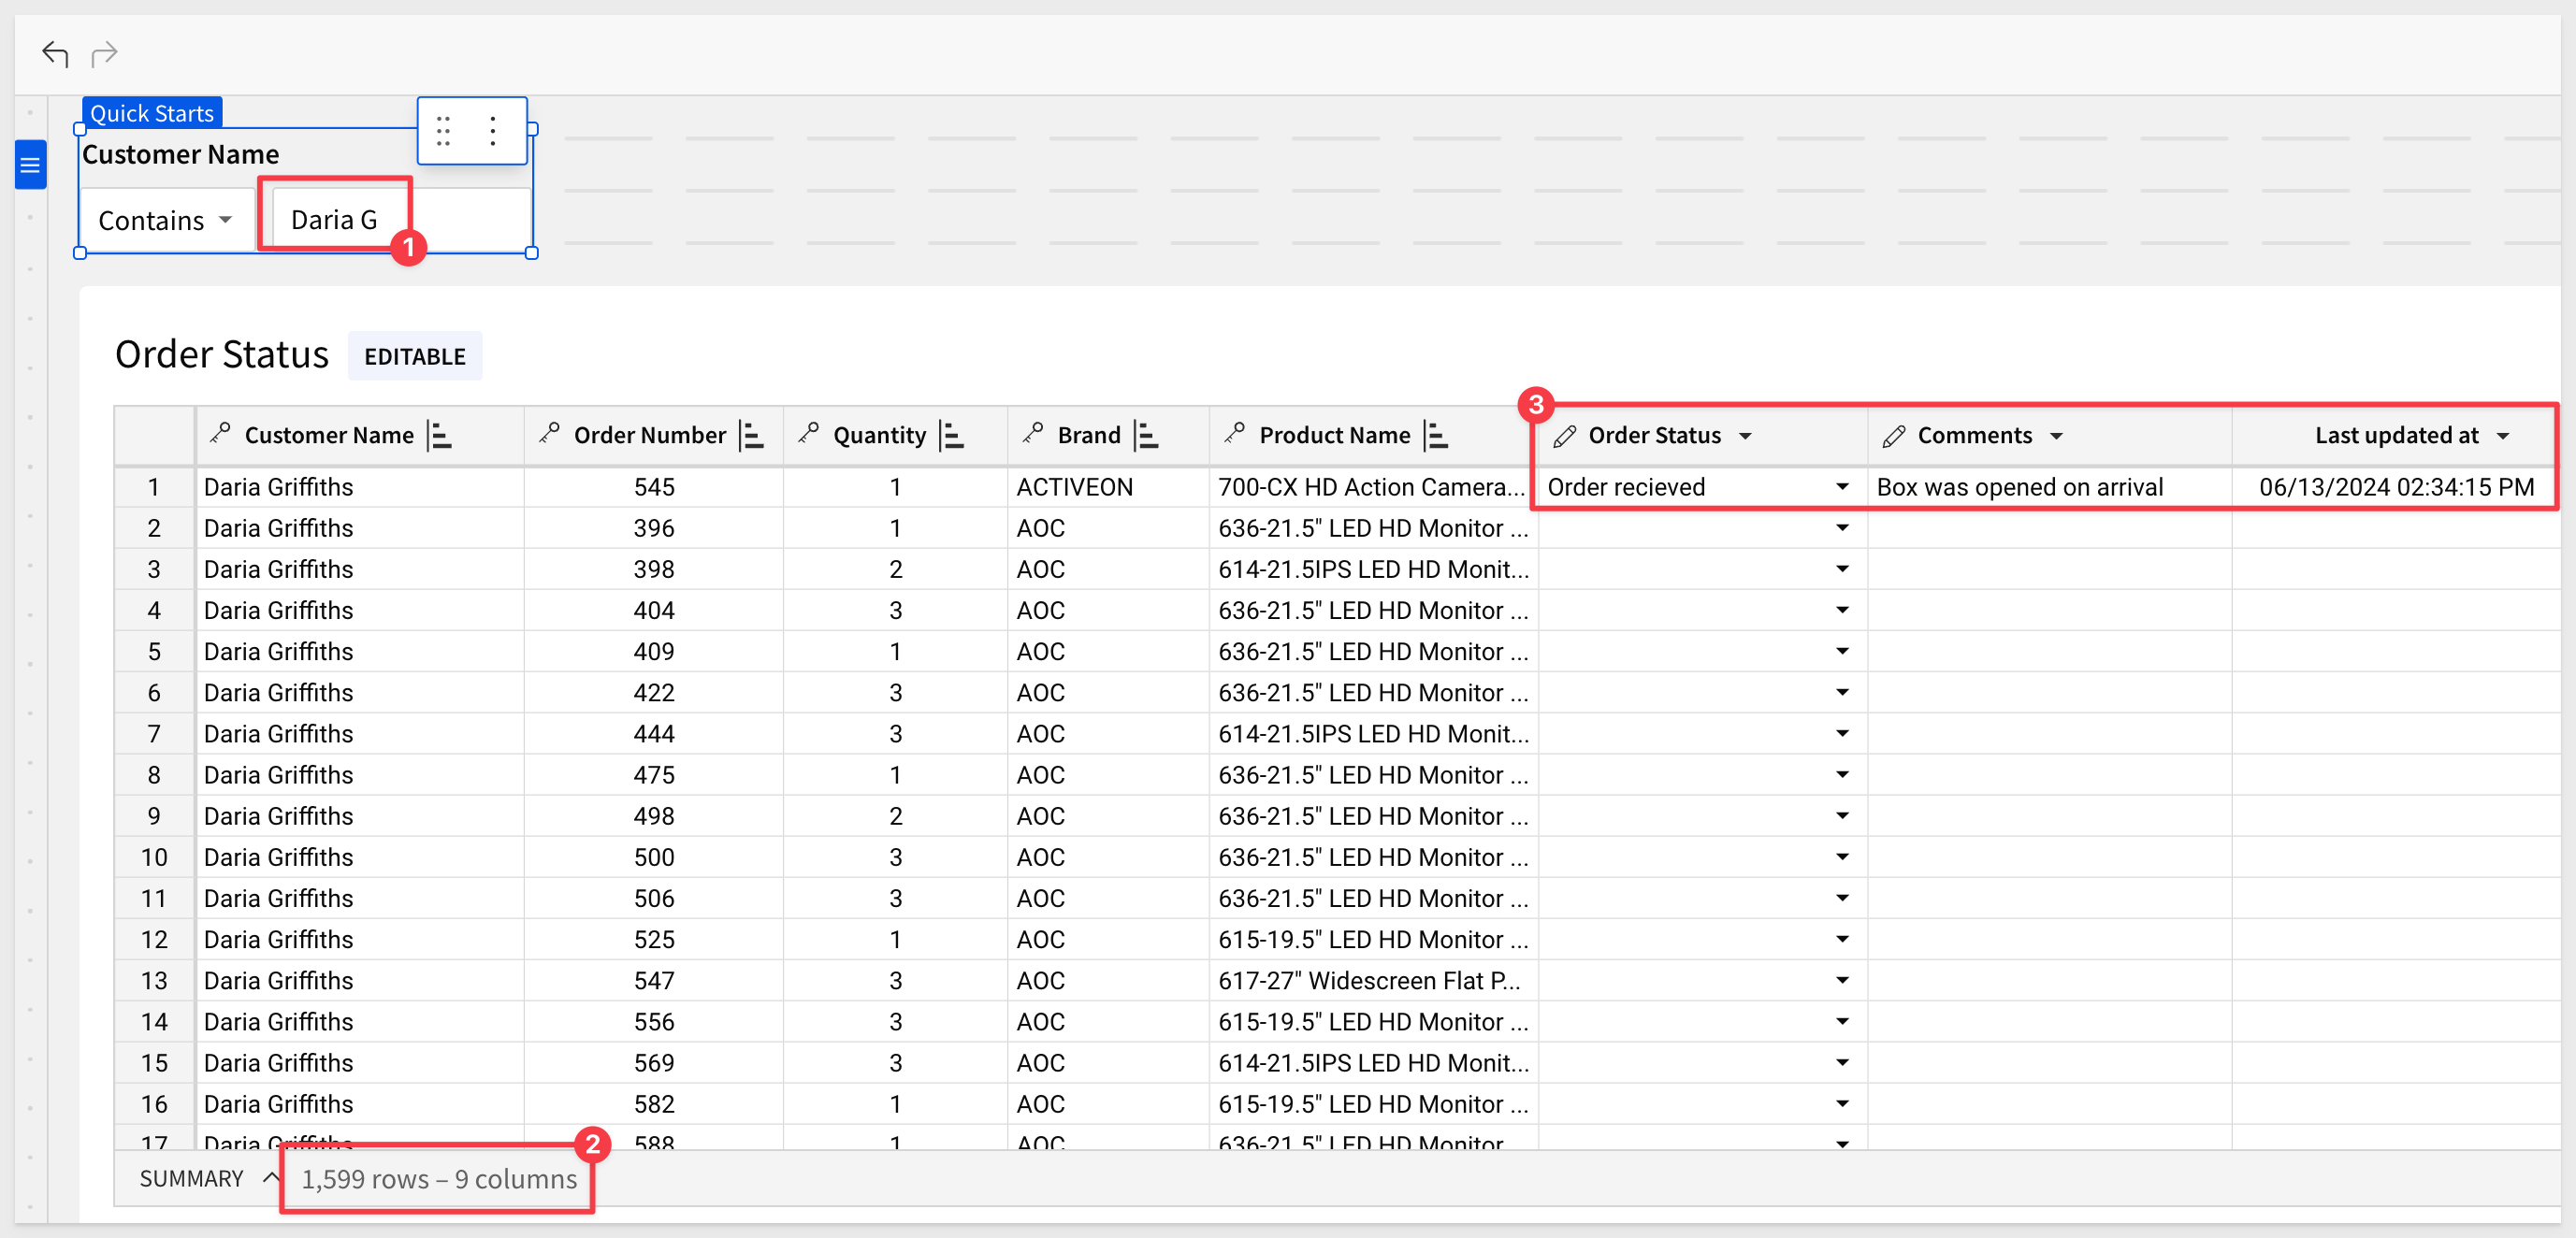 Quick Starts
Customer Name
Contains Daria G
1
Order Status EDITABLE
3
Customer Name Order Number Quantity Brand Product Name Order Status Comments Last updated at
1 Daria Griffiths 545 1 ACTIVEON 700-CX HD Action Camera... Order recieved Box was opened on arrival 06/13/2024 02:34:15 PM
2 Daria Griffiths 396 1 AOC 636-21.5" LED HD Monitor ...
3 Daria Griffiths 398 2 AOC 614-21.5IPS LED HD Monit...
4 Daria Griffiths 404 3 AOC 636-21.5" LED HD Monitor ...
5 Daria Griffiths 409 1 AOC 636-21.5" LED HD Monitor ...
6 Daria Griffiths 422 3 AOC 636-21.5" LED HD Monitor ...
7 Daria Griffiths 444 3 AOC 614-21.5IPS LED HD Monit...
8 Daria Griffiths 475 1 AOC 636-21.5" LED HD Monitor ...
9 Daria Griffiths 498 2 AOC 636-21.5" LED HD Monitor ...
10 Daria Griffiths 500 3 AOC 636-21.5" LED HD Monitor ...
11 Daria Griffiths 506 3 AOC 636-21.5" LED HD Monitor ...
12 Daria Griffiths 525 1 AOC 615-19.5" LED HD Monitor ...
13 Daria Griffiths 547 3 AOC 617-27" Widescreen Flat P...
14 Daria Griffiths 556 3 AOC 615-19.5" LED HD Monitor ...
15 Daria Griffiths 569 3 AOC 614-21.5IPS LED HD Monit...
16 Daria Griffiths 582 1 AOC 615-19.5" LED HD Monitor ...
17 Daria Griffiths 588 1 AOC 636-21.5" LED HD Monitor
2
SUMMARY 1,599 rows – 9 columns